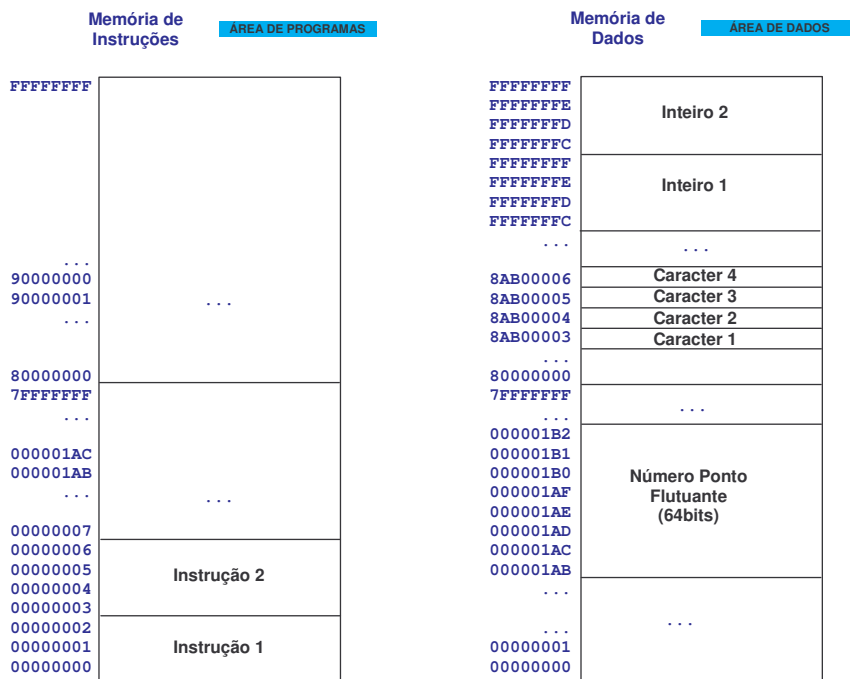 Memória de
Instruções
ÁREA DE PROGRAMAS
FFFFFFFF
...
90000000
90000001
...
...
80000000
7FFFFFFF
...
000001AC
000001AB
...
...
00000007
00000006
00000005
Instrução 2
00000004
00000003
00000002
00000001
Instrução 1
00000000
Memória de
Dados
ÁREA DE DADOS
FFFFFFFF
FFFFFFFE
Inteiro 2
FFFFFFFD
FFFFFFFC
FFFFFFFF
FFFFFFFE
Inteiro 1
FFFFFFFD
FFFFFFFC
...
...
8AB00006 Caracter 4
8AB00005 Caracter 3
8AB00004 Caracter 2
8AB00003 Caracter 1
...
80000000
7FFFFFFF
...
...
000001B2
000001B1
000001B0
Número Ponto
000001AF
Flutuante
000001AE
(64bits)
000001AD
000001AC
000001AB
...
...
...
00000001
00000000